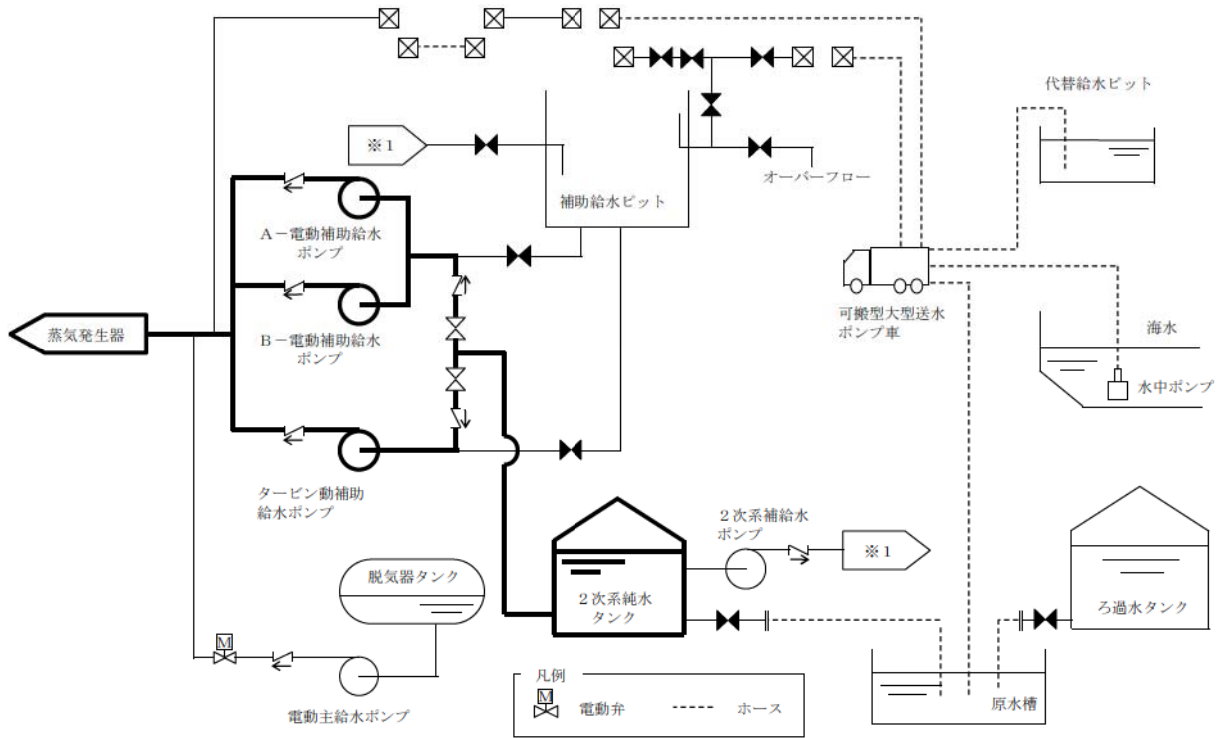 代替給水ピット
※1
オーバーフロー
補助給水ピット
A－電動補助給水
ポンプ
蒸気発生器
B－電動補助給水
ポンプ
可搬型大型送水
ポンプ車
海水
水中ポンプ
タービン動補助
給水ポンプ
2次系補給水
ポンプ
※1
脱気器タンク
2次系純水
タンク
ろ過水タンク
M
電動主給水ポンプ
凡例
M
電動弁
ホース
原水槽